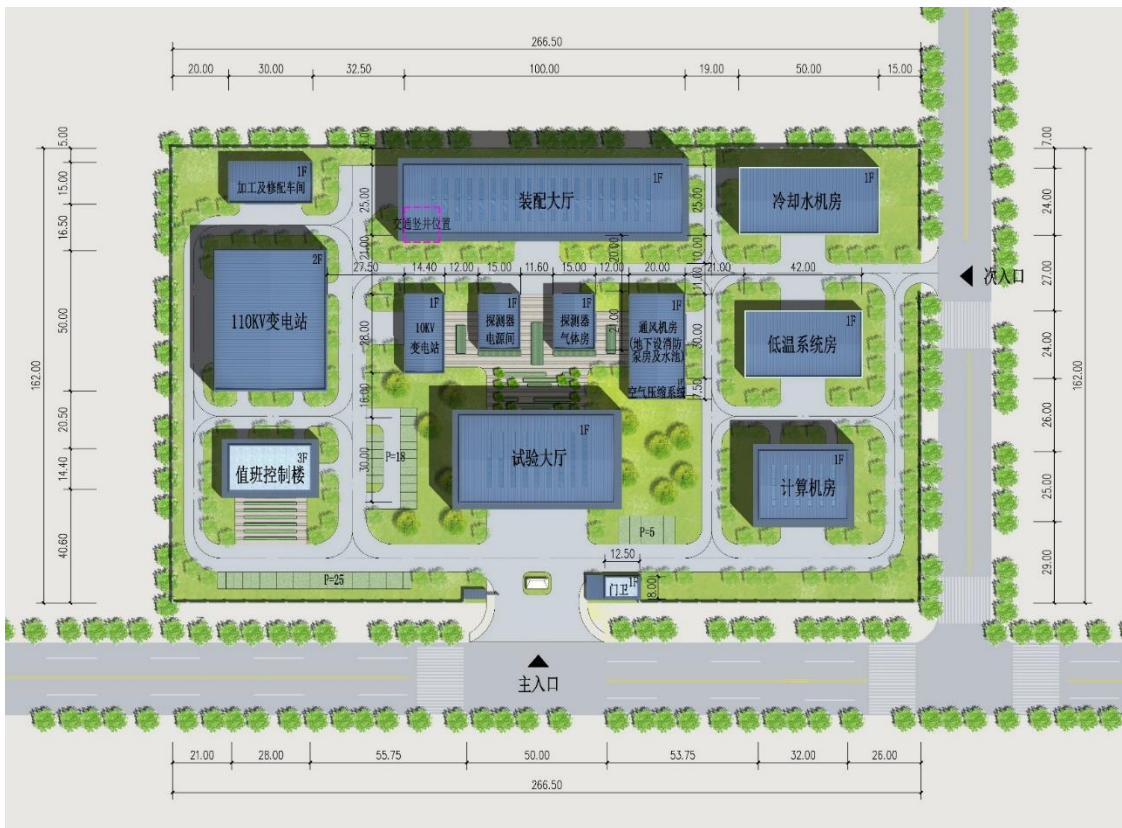 266.50
20.00 30.00 32.50 100.00 19.00 50.00 15.00
5.00
15.00
16.50
50.00
20.50
14.40
40.60
162.00
7.00
24.00
27.00
24.00
26.00
25.00
29.00
162.00
1F
加工及修配车间
1F
装配大厅
交通竖井位置
1F
冷却水机房
25.00
21.00
25.00
20.00
10.00
11.00
27.50 14.40 12.00 15.00 11.60 15.00 12.00 20.00 21.00 42.00
次入口
2F
110KV变电站
1F
10KV
变电站
28.00
16.00
30.00
1F
探测器
电源间
1F
探测器
气体房
21.00
1F
通风机房
(地下设消防
泵房及水池)
1F
空气压缩系统
30.00
7.50
1F
低温系统房
3F
值班控制楼
P=18
1F
试验大厅
1F
计算机房
P=5
P=25
12.50
1F
门卫
8.00
主入口
21.00 28.00 55.75 50.00 53.75 32.00 26.00
266.50